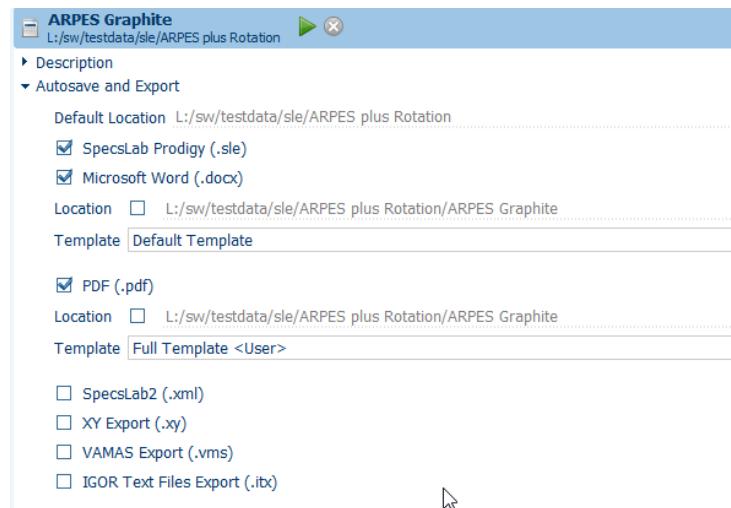 ARPES Graphite
L:/sw/testdata/sle/ARPES plus Rotation
Description
Autosave and Export
Default Location L:/sw/testdata/sle/ARPES plus Rotation
SpecsLab Prodigy (.sle)
Microsoft Word (.docx)
Location L:/sw/testdata/sle/ARPES plus Rotation/ARPES Graphite
Template Default Template
PDF (.pdf)
Location L:/sw/testdata/sle/ARPES plus Rotation/ARPES Graphite
Template Full Template <User>
SpecsLab2 (.xml)
XY Export (.xy)
VAMAS Export (.vms)
IGOR Text Files Export (.itx)